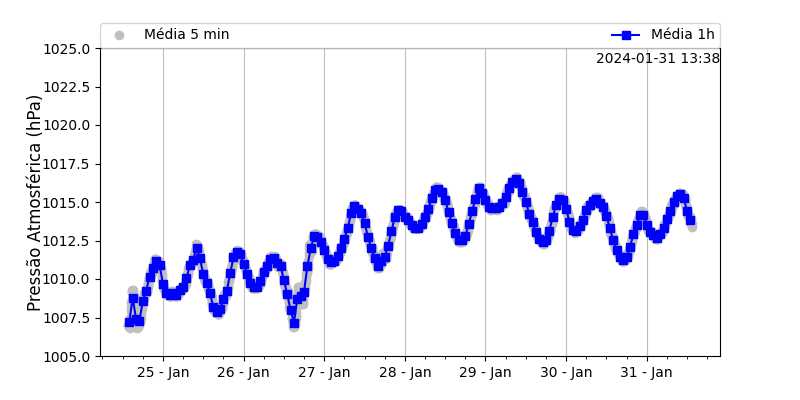 Média 5 min
Média 1h
2024-01-31 13:38
Pressão Atmosférica (hPa)
1025.0
1022.5
1020.0
1017.5
1015.0
1012.5
1010.0
1007.5
1005.0
25 - Jan
26 - Jan
27 - Jan
28 - Jan
29 - Jan
30 - Jan
31 - Jan